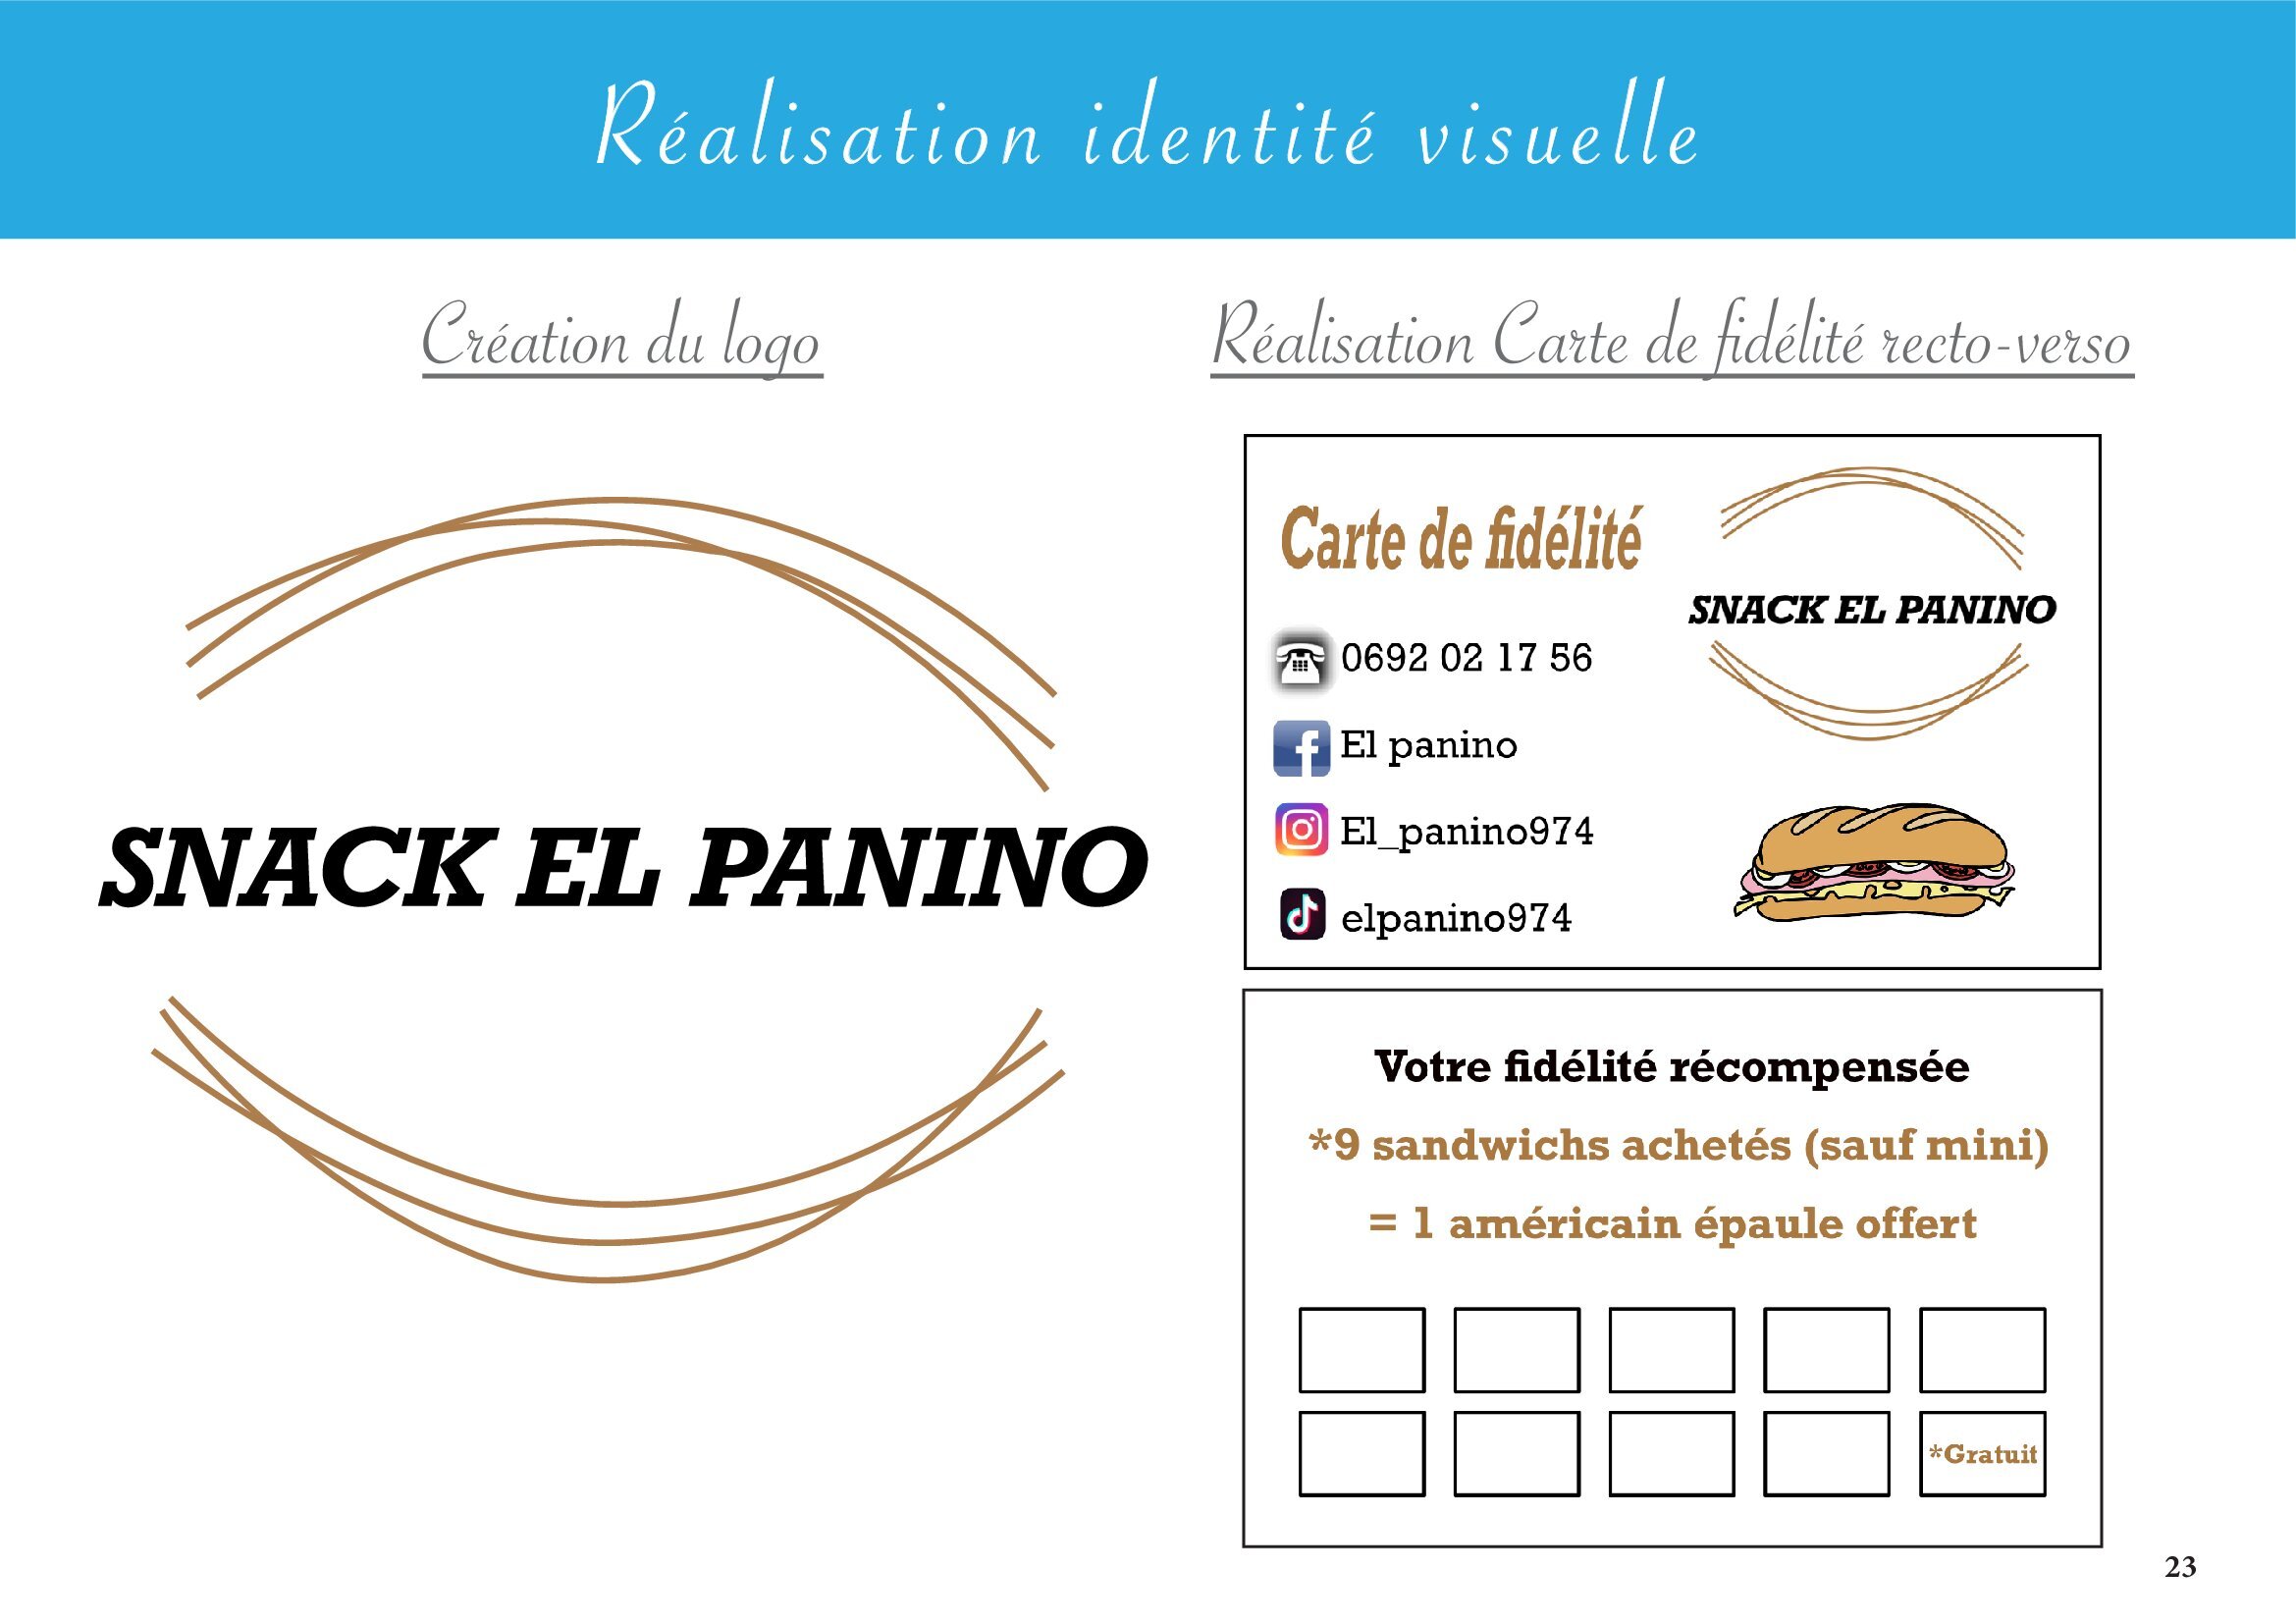 Réalisation identité visuelle
Création du logo
SNACK EL PANINO
Réalisation Carte de fidélité recto-verso
Carte de fidélité
SNACK EL PANINO
0692 02 17 56
El panino
El_panino974
elpanino974
Votre fidélité récompensée
*9 sandwichs achetés (sauf mini)
= 1 américain épaule offert
*Gratuit
23